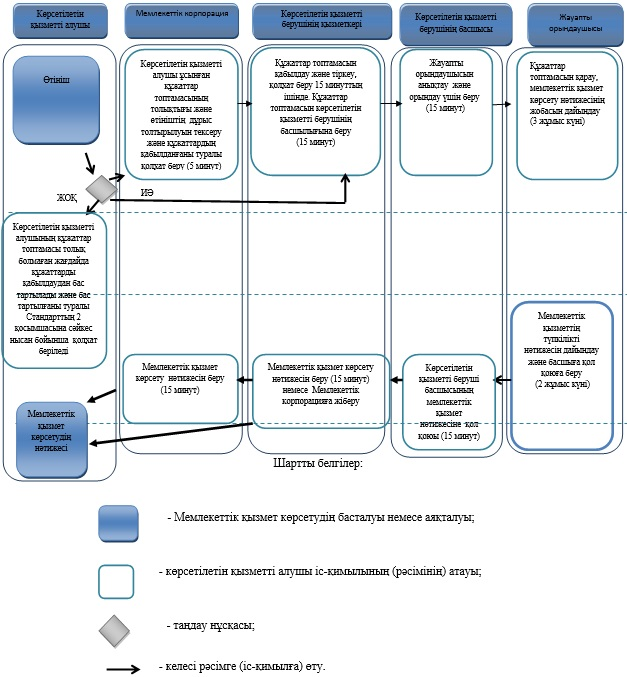 Көрсетілетін
қызметті алушы
Мемлекеттік корпорация
Көрсетілетін қызметті
берушінің қызметкері
Көрсетілетін қызметті
берушінің басшысы
Жауапты
орындаушысы
Өтініш
Көрсетілетін қызметті
алушы ұсынған
құжаттар
топтамасының
толықтығы және
өтініштің дұрыс
толтырылуын тексеру
және құжаттардың
қабылданғаны туралы
қолхат беру (5 минут)
Құжаттар топтамасын
қабылдау және тіркеу,
қолхат беру 15 минуттың
ішінде. Құжаттар
топтамасын көрсетілетін
қызметті берушінің
басшылығына беру
(15 минут)
Жауапты
орындаушысын
анықтау және
орындау үшін беру
(15 минут)
Құжаттар
топтамасын қарау,
мемлекеттік қызмет
көрсету нәтижесінің
жобасын дайындау
(3 жұмыс күні)
ЖОҚ
ИӘ
Көрсетілетін қызметті
алушының құжаттар
топтамасы толық
болмаған жағдайда
құжаттарды
қабылдаудан бас
тартылады және бас
тартылғаны туралы
Стандарттың 2
қосымшасына сәйкес
нысан бойынша қолхат
беріледі
Мемлекеттік
қызмет
көрсетудің
нәтижесі
Мемлекеттік қызмет
көрсету нәтижесін беру
(15 минут)
Мемлекеттік қызмет көрсету
нәтижесін беру (15 минут)
немесе Мемлекеттік
корпорацияға жіберу
Көрсетілетін
қызметті беруші
басшысының
мемлекеттік
қызмет
нәтижесіне қол
қоюы (15 минут)
Мемлекеттік
қызметтің
түпкілікті
нәтижесін дайындау
және басшыға қол
қоюға беру
(2 жұмыс күні)
Шартты белгілер:
- Мемлекеттік қызмет көрсетудің басталуы немесе аяқталуы;
- көрсетілетін қызметті алушы іс-қимылының (рәсімінің) атауы;
- таңдау нұсқасы;
- келесі рәсімге (іс-қимылға) өту.